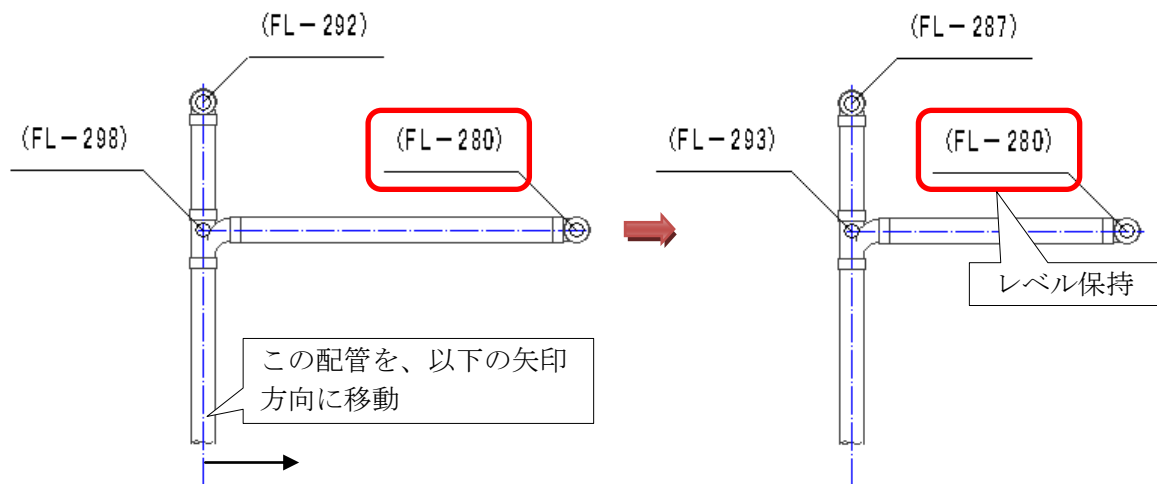 (FL-292)
(FL-298)
(FL-280)
この配管を、以下の矢印
方向に移動
(FL-287)
(FL-293)
(FL-280)
レベル保持